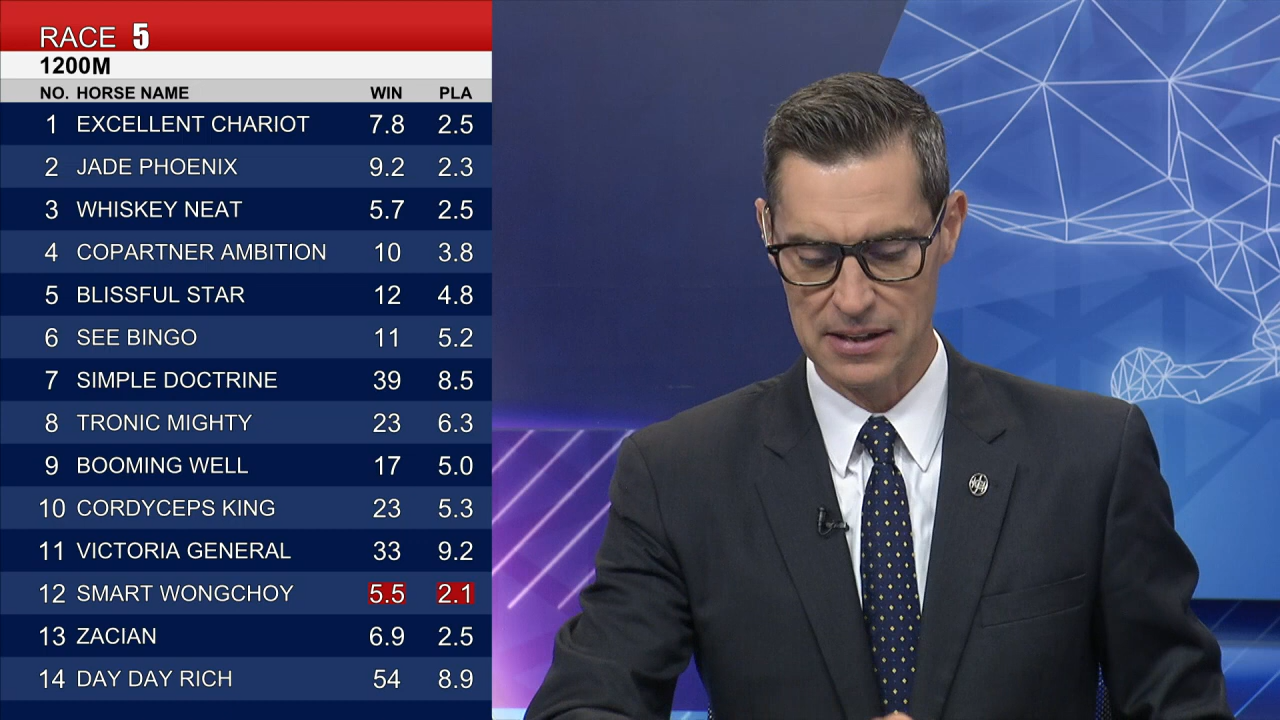 RACE 5
1200M
NO. HORSE NAME WIN PLA
1 EXCELLENT CHARIOT 7.8 2.5
2 JADE PHOENIX 9.2 2.3
3 WHISKEY NEAT 5.7 2.5
4 COPARTNER AMBITION 10 3.8
5 BLISSFUL STAR 12 4.8
6 SEE BINGO 11 5.2
7 SIMPLE DOCTRINE 39 8.5
8 TRONIC MIGHTY 23 6.3
9 BOOMING WELL 17 5.0
10 CORDYCEPS KING 23 5.3
11 VICTORIA GENERAL 33 9.2
12 SMART WONGCHOY 5.5 2.1
13 ZACIAN 6.9 2.5
14 DAY DAY RICH 54 8.9